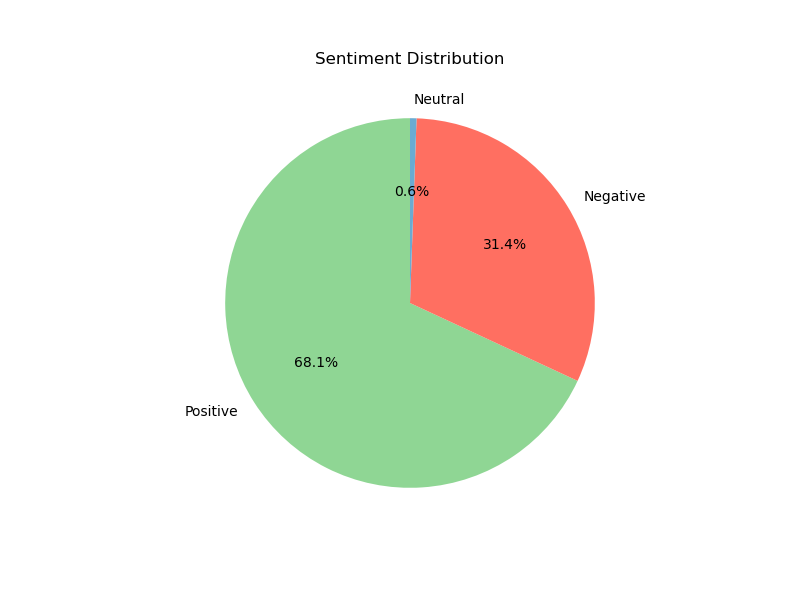 Sentiment Distribution
Neutral
0.6%
Negative
31.4%
68.1%
Positive